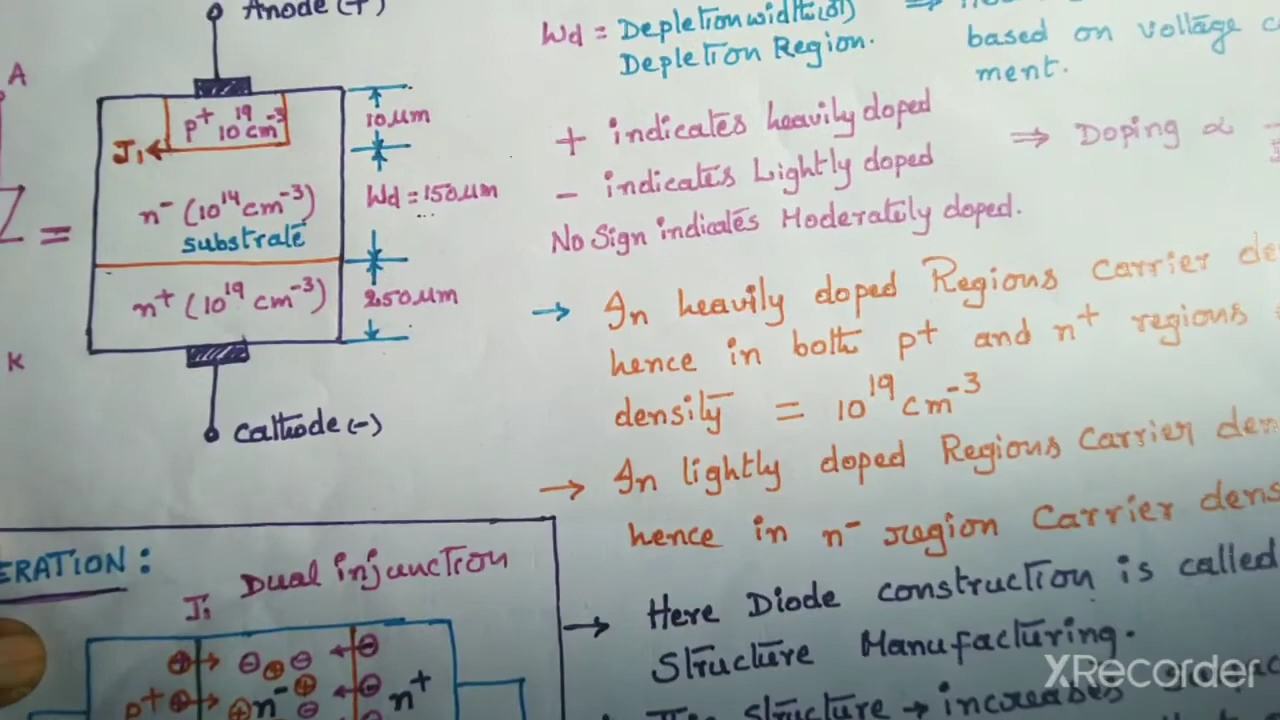 Anode (+)
A
p+ 10^19 cm^-3
J1
10 μm
n- (10^14 cm^-3)
substrate
Wd = 150 μm
=
n+ (10^19 cm^-3)
250 μm
K
Cathode (-)
Wd = Depletion width (or)
Depletion Region.
⇒
based on voltage
ment.
+ indicates heavily doped
- indicates Lightly doped
No Sign indicates Moderately doped.
⇒ Doping ∝
→ In heavily doped Regions Carrier de
hence in both p+ and n+ regions
density = 10^19 cm^-3
→ In lightly doped Regions Carrier den
hence in n- region Carrier dens
→ Here Diode construction is called
Structure Manufacturing.
structure → increases
ERATION:
Dual injunction
J1
p+ n- n+
XRecorder